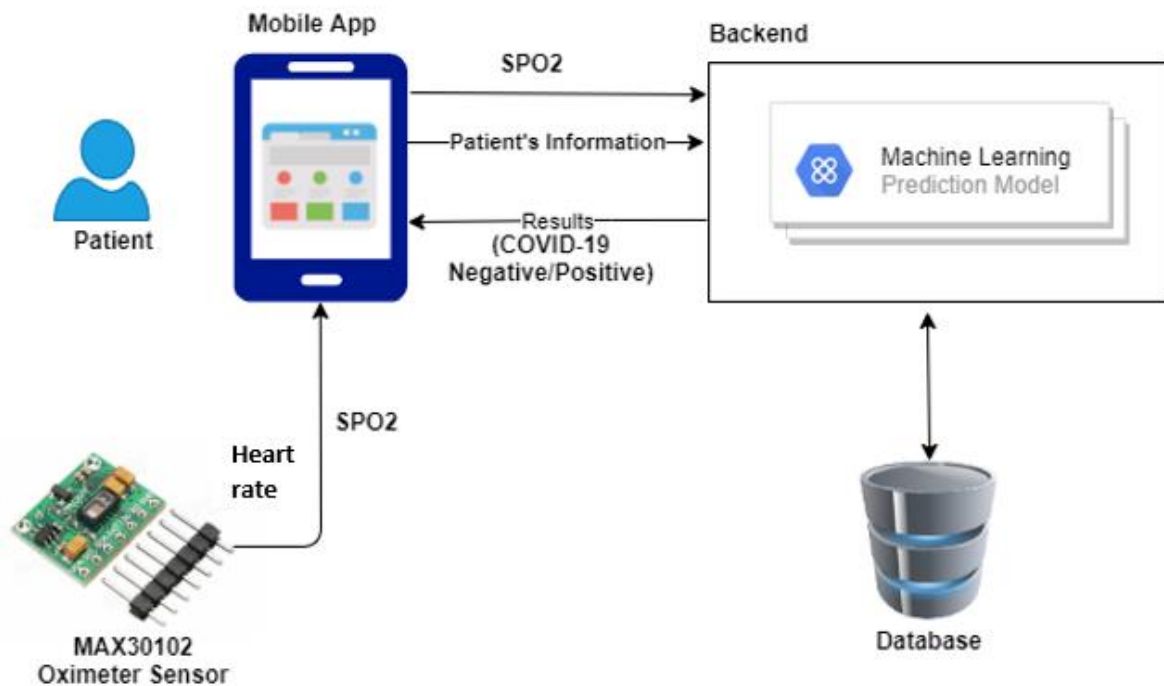 Mobile App
Backend
SPO2
Patient's Information
Machine Learning
Prediction Model
Patient
Results
(COVID-19
Negative/Positive)
SPO2
Heart
rate
MAX30102
Oximeter Sensor
Database